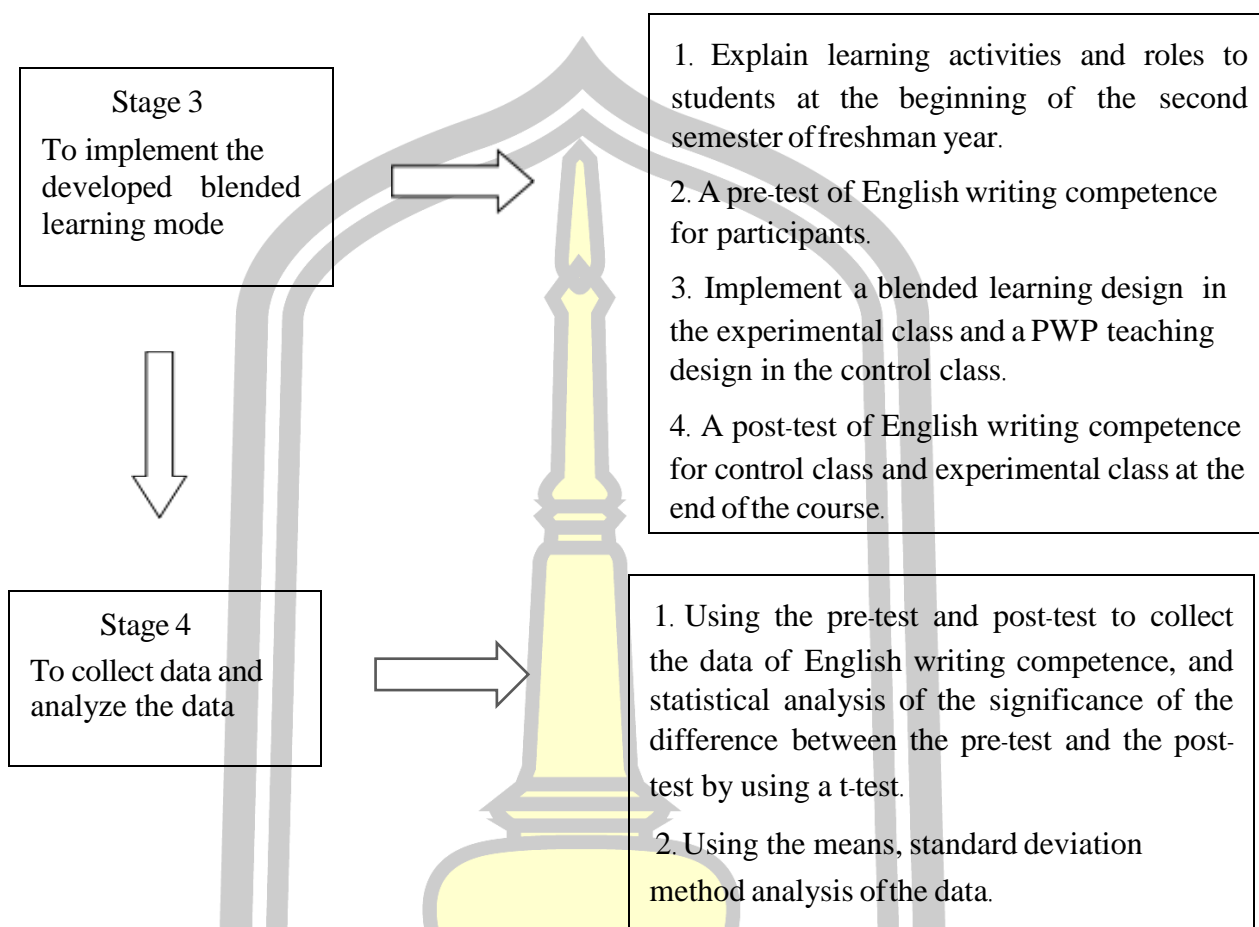 Stage 3
To implement the
developed blended
learning mode
1. Explain learning activities and roles to
students at the beginning of the second
semester of freshman year.
2. A pre-test of English writing competence
for participants.
3. Implement a blended learning design in
the experimental class and a PWP teaching
design in the control class.
4. A post-test of English writing competence
for control class and experimental class at the
end of the course.
Stage 4
To collect data and
analyze the data
1. Using the pre-test and post-test to collect
the data of English writing competence, and
statistical analysis of the significance of the
difference between the pre-test and the post-
test by using a t-test.
2. Using the means, standard deviation
method analysis of the data.